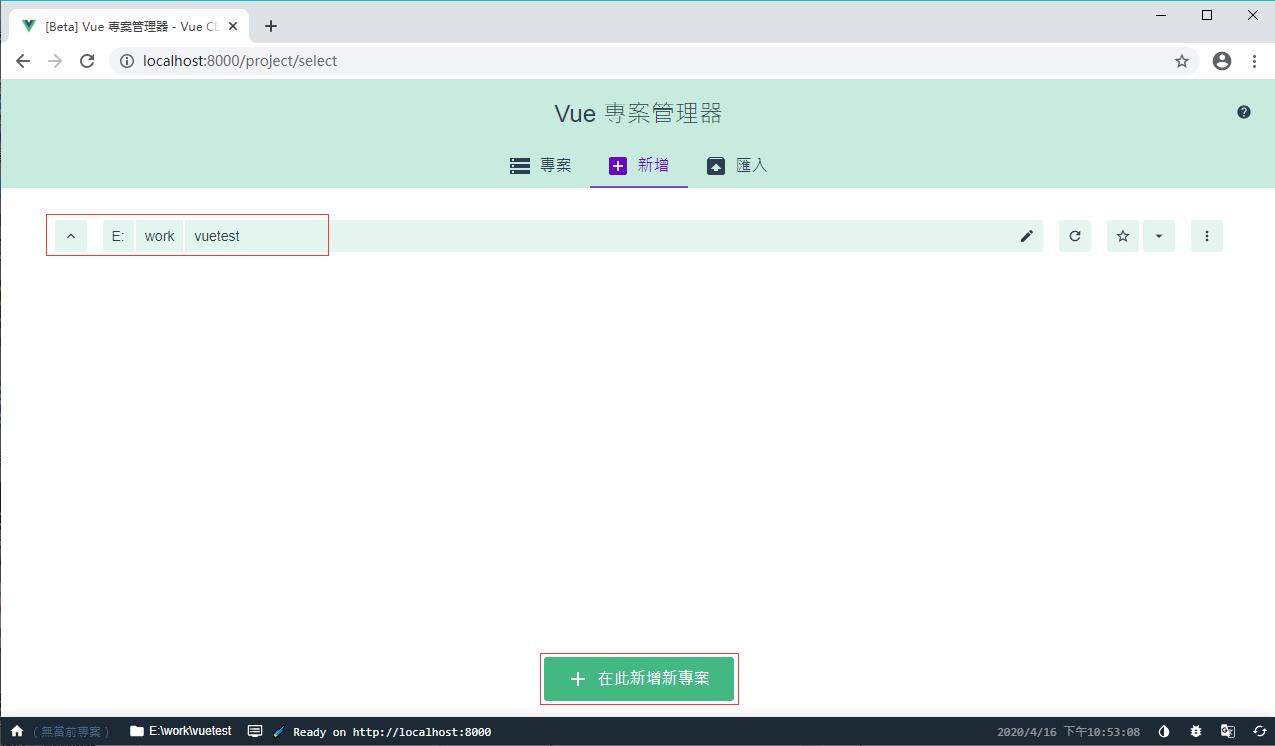 [Beta] Vue 專案管理器 - Vue CL
localhost:8000/project/select
Vue 專案管理器
專案 新增 匯入
E: work vuetest
在此新增新專案
( 無當前專案 ) E:\work\vuetest Ready on http://localhost:8000 2020/4/16 下午10:53:08